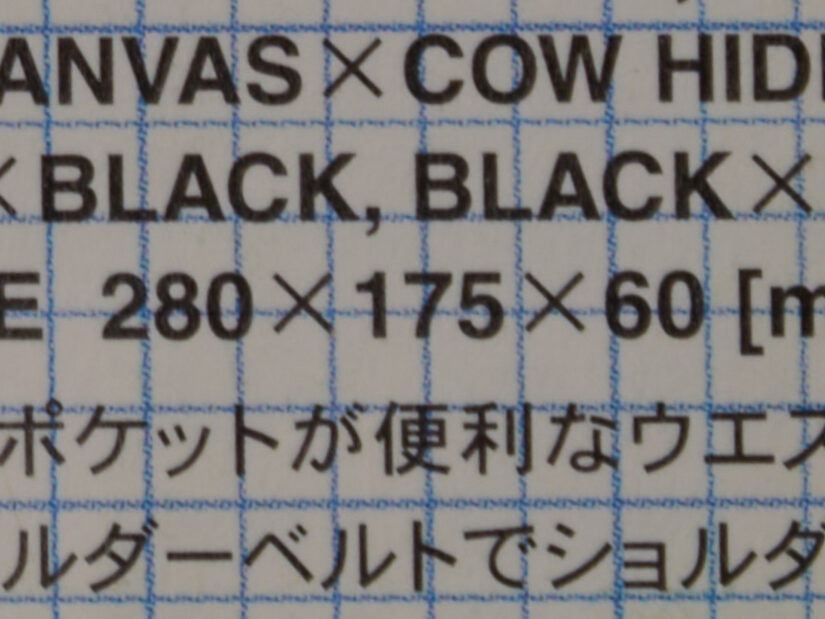 ANVAS×COW HID
×BLACK, BLACK×
E 280×175×60 [m
ポケットが便利なウエス
ルダーベルトでショルダ